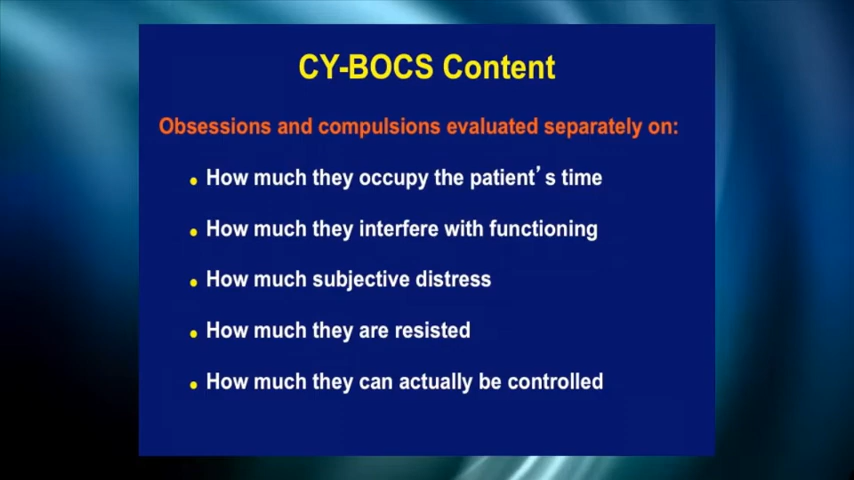 CY-BOCS Content
Obsessions and compulsions evaluated separately on:
• How much they occupy the patient’s time
• How much they interfere with functioning
• How much subjective distress
• How much they are resisted
• How much they can actually be controlled